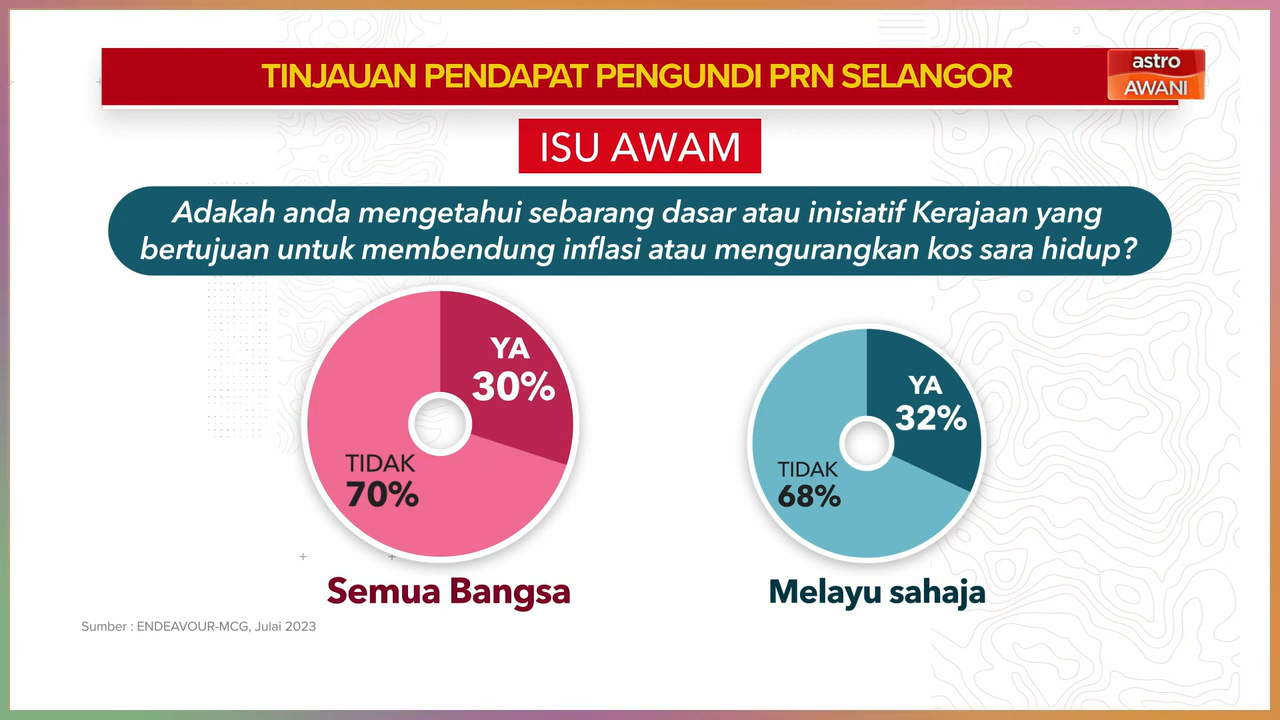 TINJAUAN PENDAPAT PENGUNDI PRN SELANGOR
astro
AWANI
ISU AWAM
Adakah anda mengetahui sebarang dasar atau inisiatif Kerajaan yang
bertujuan untuk membendung inflasi atau mengurangkan kos sara hidup?
YA
30%
TIDAK
70%
Semua Bangsa
YA
32%
TIDAK
68%
Melayu sahaja
Sumber : ENDEAVOUR-MCG, Julai 2023